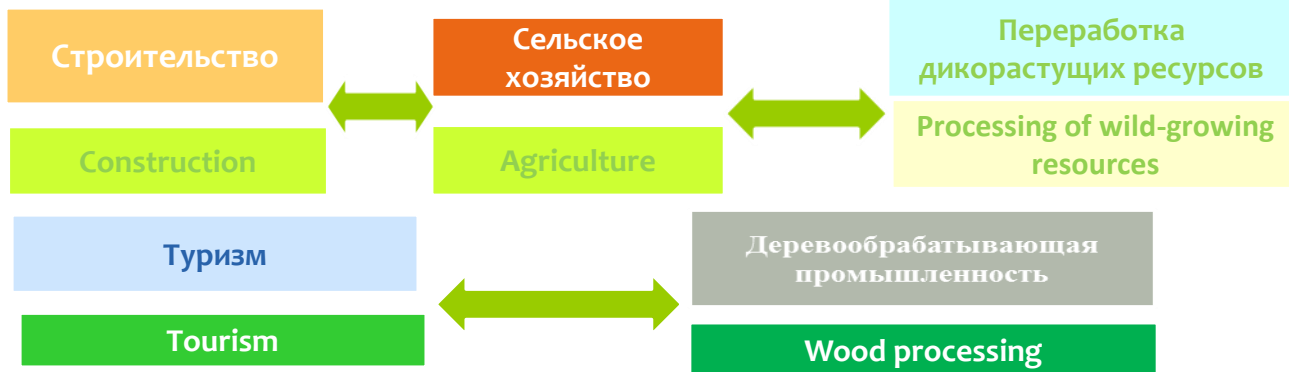 Строительство
Construction
Сельское
хозяйство
Agriculture
Переработка
дикорастущих ресурсов
Processing of wild-growing
resources
Туризм
Tourism
Деревообрабатывающая
промышленность
Wood processing